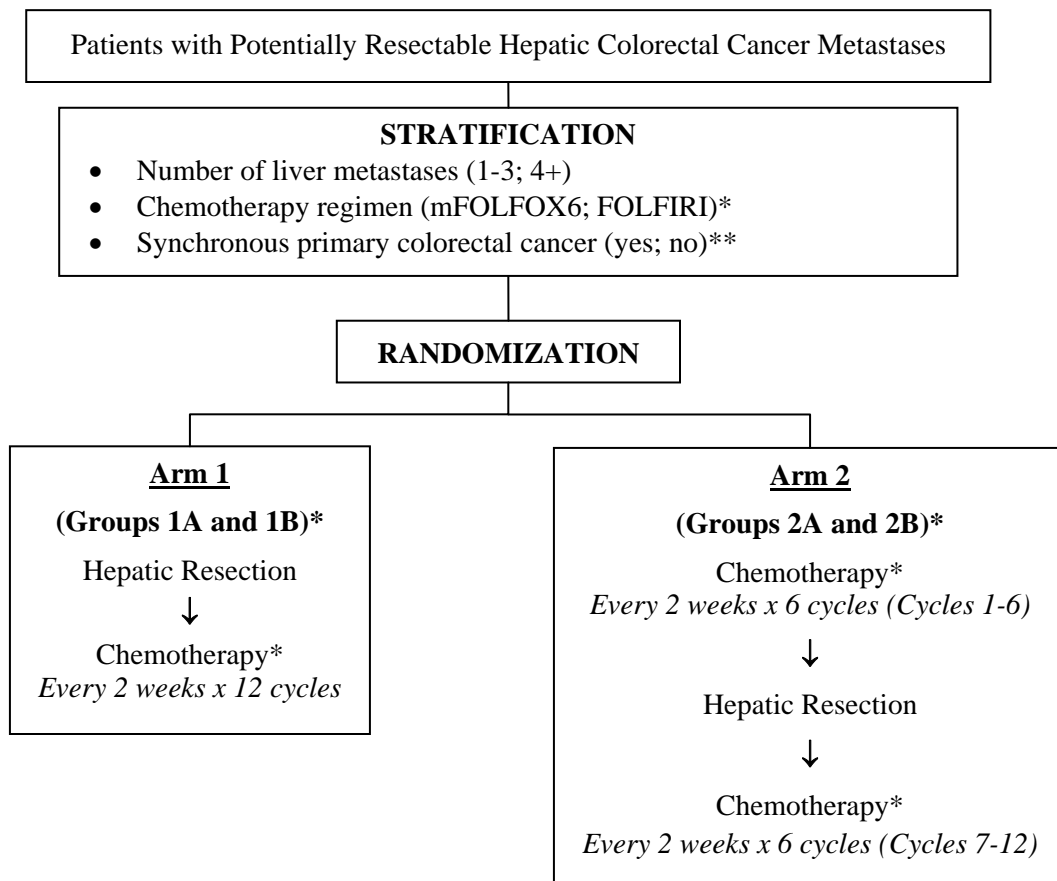 Patients with Potentially Resectable Hepatic Colorectal Cancer Metastases
STRATIFICATION
• Number of liver metastases (1-3; 4+)
• Chemotherapy regimen (mFOLFOX6; FOLFIRI)*
• Synchronous primary colorectal cancer (yes; no)**
RANDOMIZATION
Arm 1
(Groups 1A and 1B)*
Hepatic Resection
↓
Chemotherapy*
Every 2 weeks x 12 cycles
Arm 2
(Groups 2A and 2B)*
Chemotherapy*
Every 2 weeks x 6 cycles (Cycles 1-6)
↓
Hepatic Resection
↓
Chemotherapy*
Every 2 weeks x 6 cycles (Cycles 7-12)